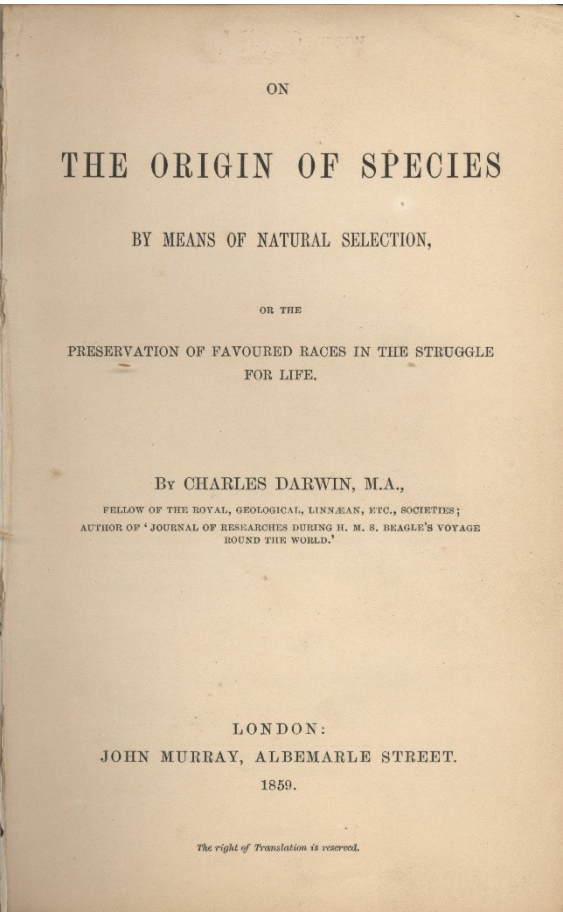 ON
THE ORIGIN OF SPECIES
BY MEANS OF NATURAL SELECTION,
OR THE
PRESERVATION OF FAVOURED RACES IN THE STRUGGLE
FOR LIFE.
BY CHARLES DARWIN, M.A.,
FELLOW OF THE ROYAL, GEOLOGICAL, LINNÆAN, ETC., SOCIETIES;
AUTHOR OF ‘JOURNAL OF RESEARCHES DURING H. M. S. BEAGLE'S VOYAGE
ROUND THE WORLD.’
LONDON:
JOHN MURRAY, ALBEMARLE STREET.
1859.
The right of Translation is reserved.